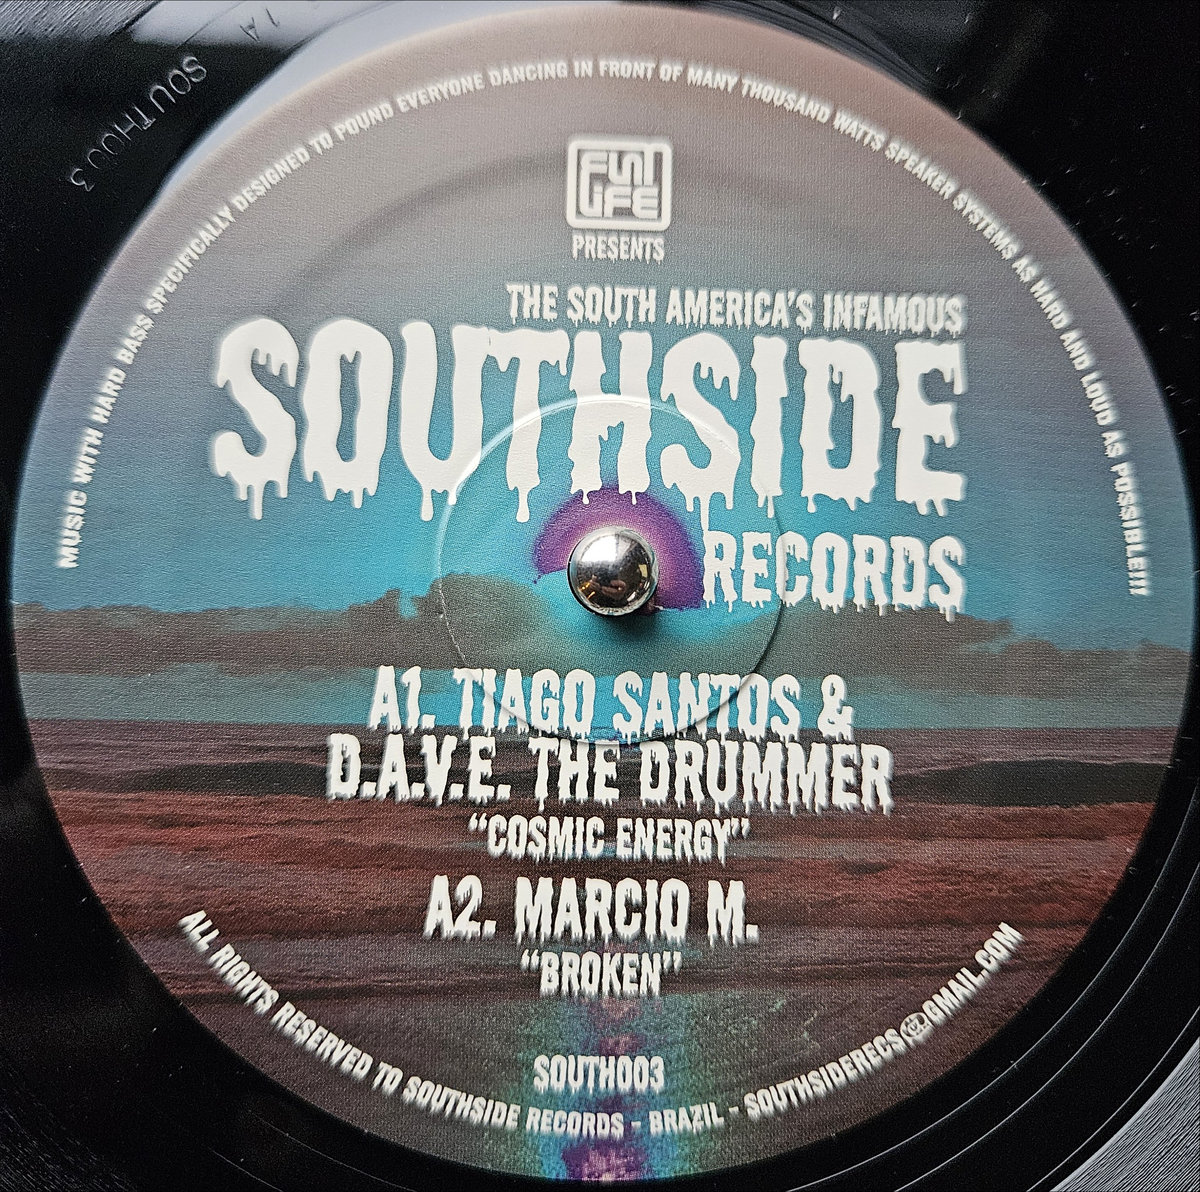 SOUTH003 1A
MUSIC WITH HARD BASS SPECIFICALLY DESIGNED TO POUND EVERYONE DANCING IN FRONT OF MANY THOUSAND WATTS SPEAKER SYSTEMS AS HARD AND LOUD AS POSSIBLE!!!
FUNT
LIFE
PRESENTS
THE SOUTH AMERICA'S INFAMOUS
SOUTHSIDE
RECORDS
A1. TIAGO SANTOS &
D.A.V.E. THE DRUMMER
"COSMIC ENERGY"
A2. MARCIO M.
"BROKEN"
SOUTH003
ALL RIGHTS RESERVED TO SOUTHSIDE RECORDS - BRAZIL - SOUTHSIDERECS@GMAIL.COM